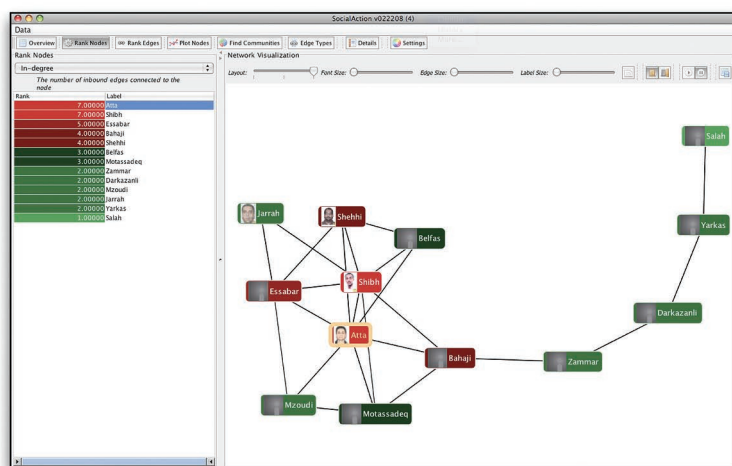 SocialAction v022208 (4)
Data
Overview Rank Nodes Rank Edges Plot Nodes Find Communities Edge Types Details Settings
Rank Nodes
In-degree
The number of inbound edges connected to the
node
Rank Label
7.00000 Atta
7.00000 Shibh
5.00000 Essabar
4.00000 Bahaji
4.00000 Shehhi
3.00000 Belfas
3.00000 Motassadeq
2.00000 Zammar
2.00000 Darkazanli
2.00000 Mzoudi
2.00000 Jarrah
2.00000 Yarkas
1.00000 Salah
Network Visualization
Layout: Font Size: Edge Size: Label Size:
Salah
Jarrah
Shehhi
Yarkas
Belfas
Shibh
Essabar
Darkazanli
Atta
Bahaji
Zammar
Mzoudi
Motassadeq